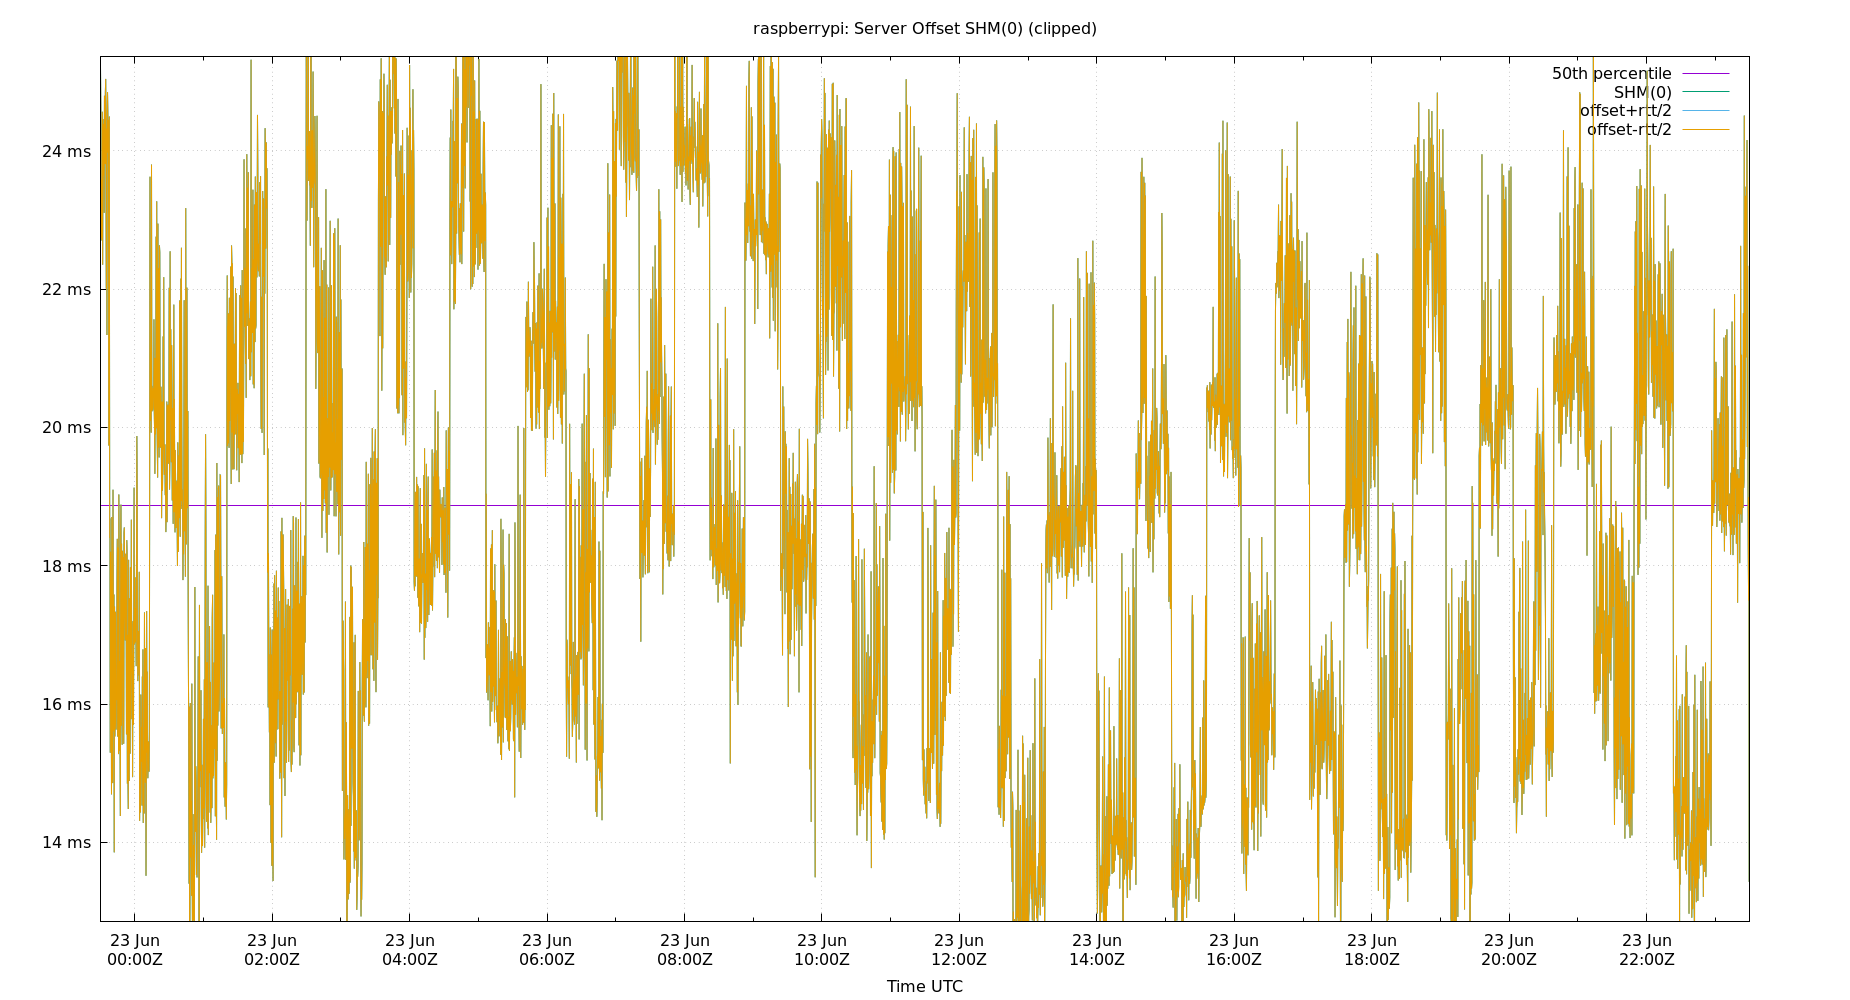 raspberrypi: Server Offset SHM(0) (clipped)
50th percentile
SHM(0)
offset+rtt/2
offset-rtt/2
24 ms
22 ms
20 ms
18 ms
16 ms
14 ms
23 Jun 23 Jun 23 Jun 23 Jun 23 Jun 23 Jun 23 Jun 23 Jun 23 Jun 23 Jun 23 Jun 23 Jun
00:00Z 02:00Z 04:00Z 06:00Z 08:00Z 10:00Z 12:00Z 14:00Z 16:00Z 18:00Z 20:00Z 22:00Z
Time UTC